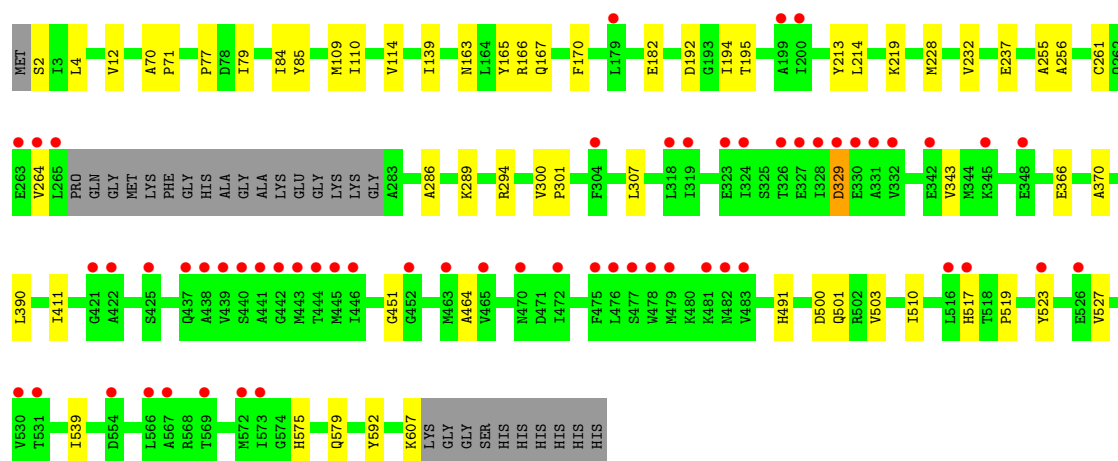 MET S2 I3 L4 V12 A70 P71 P77 D78 I79 I84 Y85 M109 I110 V114 I139 N163 L164 Y165 R166 Q167 F170 L179 E182 D192 G193 I194 T195 A199 I200 Y213 L214 K219 M228 V232 E237 A255 A256 C261 Q262
E263 V264 L265 PRO GLN GLY MET LYS PHE GLY HIS ALA GLY ALA LYS GLU GLY LYS LYS GLY A283 A286 K289 R294 V300 P301 F304 L307 L318 I319 E323 I324 S325 T326 E327 I328 D329 E330 A331 V332 E342 V343 M344 K345 E348 E366 A370
L390 I411 G421 A422 S425 Q437 A438 V439 S440 A441 G442 M443 T444 M445 I446 G451 G452 M463 A464 V465 N470 D471 I472 F475 L476 S477 W478 M479 K480 K481 N482 V483 H491 D500 Q501 R502 V503 I510 L516 H517 T518 P519 Y523 E526 V527
V530 T531 I539 D554 L566 A567 R568 T569 M572 I573 G574 H575 Q579 Y592 K607 LYS GLY GLY SER HIS HIS HIS HIS HIS HIS